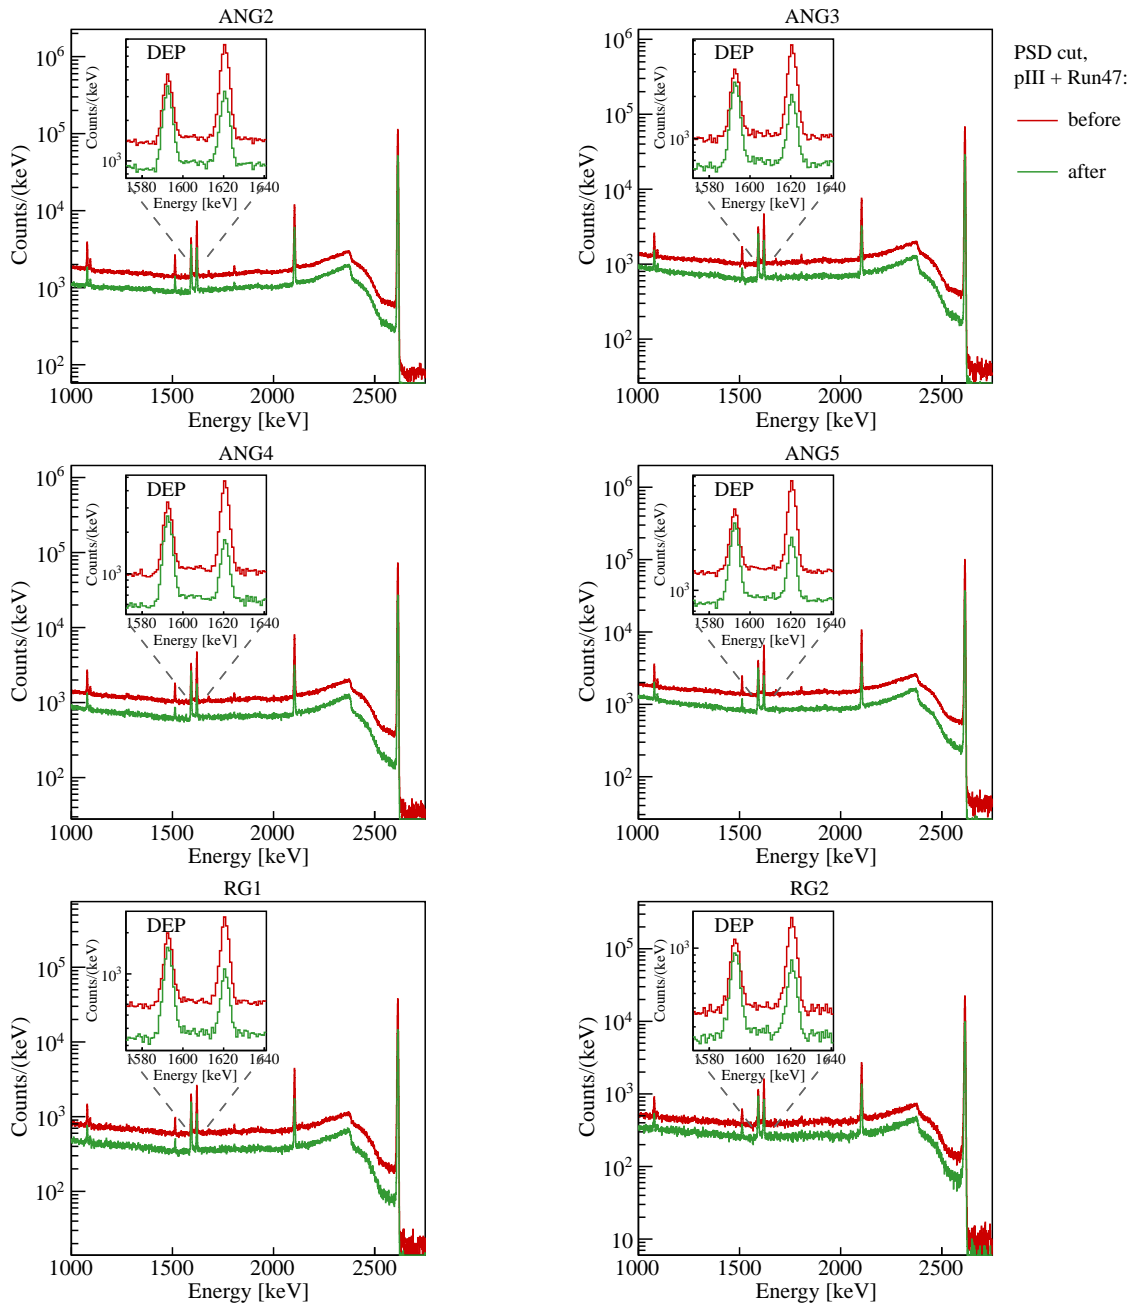 ANG2
10^6
10^5
10^4
10^3
10^2
Counts/(keV)
DEP
Counts/(keV)
10^3
1580 1600 1620 1640
Energy [keV]
1000 1500 2000 2500
Energy [keV]
ANG3
10^6
10^5
10^4
10^3
10^2
Counts/(keV)
DEP
Counts/(keV)
10^3
1580 1600 1620 1640
Energy [keV]
1000 1500 2000 2500
Energy [keV]
PSD cut,
pIII + Run47:
before
after
ANG4
10^6
10^5
10^4
10^3
10^2
Counts/(keV)
DEP
Counts/(keV)
10^3
1580 1600 1620 1640
Energy [keV]
1000 1500 2000 2500
Energy [keV]
ANG5
10^6
10^5
10^4
10^3
10^2
Counts/(keV)
DEP
Counts/(keV)
10^3
1580 1600 1620 1640
Energy [keV]
1000 1500 2000 2500
Energy [keV]
RG1
10^5
10^4
10^3
10^2
Counts/(keV)
DEP
Counts/(keV)
10^3
1580 1600 1620 1640
Energy [keV]
1000 1500 2000 2500
Energy [keV]
RG2
10^5
10^4
10^3
10^2
10
Counts/(keV)
DEP
Counts/(keV)
10^3
1580 1600 1620 1640
Energy [keV]
1000 1500 2000 2500
Energy [keV]